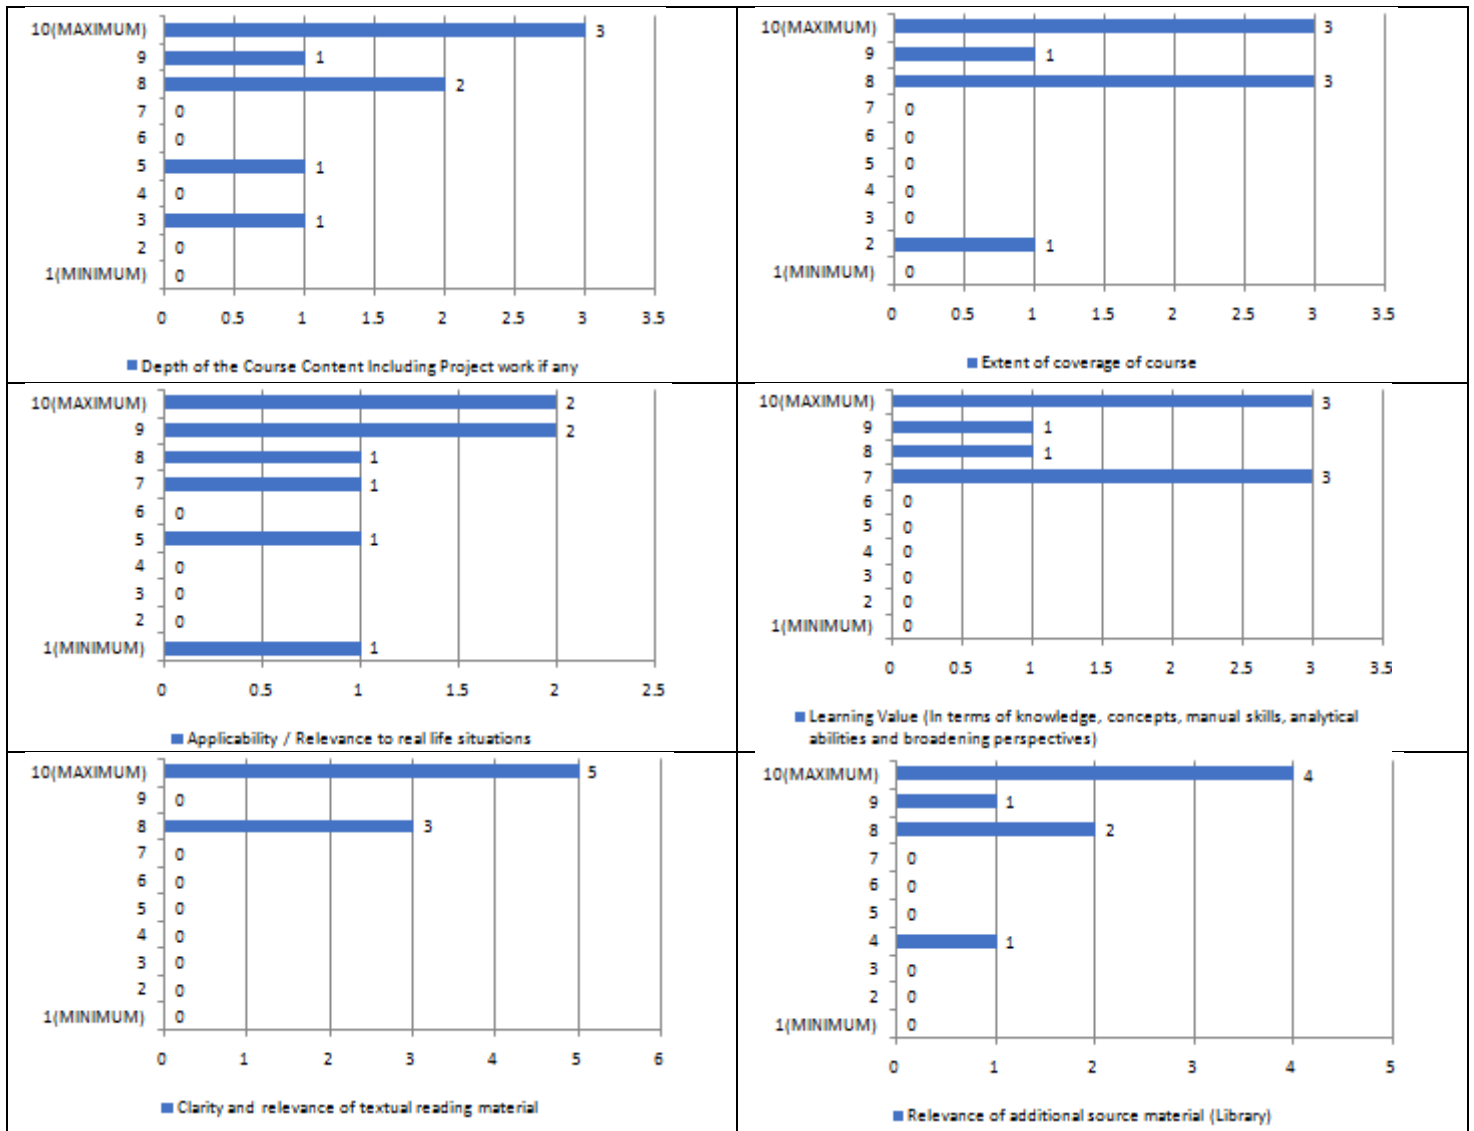 10(MAXIMUM) 3
9 1
8 2
7 0
6 0
5 1
4 0
3 1
2 0
1(MINIMUM) 0
0 0.5 1 1.5 2 2.5 3 3.5
Depth of the Course Content Including Project work if any
10(MAXIMUM) 3
9 1
8 3
7 0
6 0
5 0
4 0
3 0
2 1
1(MINIMUM) 0
0 0.5 1 1.5 2 2.5 3 3.5
Extent of coverage of course
10(MAXIMUM) 2
9 2
8 1
7 1
6 0
5 1
4 0
3 0
2 0
1(MINIMUM) 1
0 0.5 1 1.5 2 2.5
Applicability / Relevance to real life situations
10(MAXIMUM) 3
9 1
8 1
7 3
6 0
5 0
4 0
3 0
2 0
1(MINIMUM) 0
0 0.5 1 1.5 2 2.5 3 3.5
Learning Value (In terms of knowledge, concepts, manual skills, analytical
abilities and broadening perspectives)
10(MAXIMUM) 5
9 0
8 3
7 0
6 0
5 0
4 0
3 0
2 0
1(MINIMUM) 0
0 1 2 3 4 5 6
Clarity and relevance of textual reading material
10(MAXIMUM) 4
9 1
8 2
7 0
6 0
5 0
4 1
3 0
2 0
1(MINIMUM) 0
0 1 2 3 4 5
Relevance of additional source material (Library)